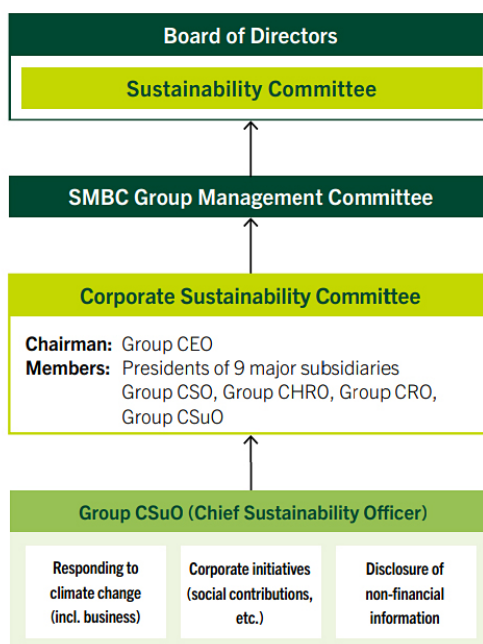 Board of Directors
Sustainability Committee
SMBC Group Management Committee
Corporate Sustainability Committee
Chairman: Group CEO
Members: Presidents of 9 major subsidiaries
Group CSO, Group CHRO, Group CRO,
Group CSuO
Group CSuO (Chief Sustainability Officer)
Responding to
climate change
(incl. business)
Corporate initiatives
(social contributions,
etc.)
Disclosure of
non-financial
information